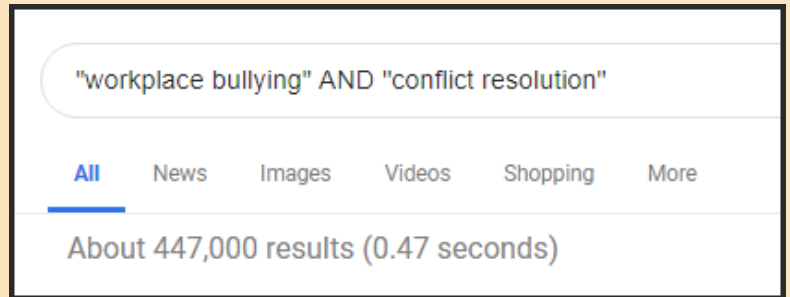 "workplace bullying" AND "conflict resolution"
All News Images Videos Shopping More
About 447,000 results (0.47 seconds)